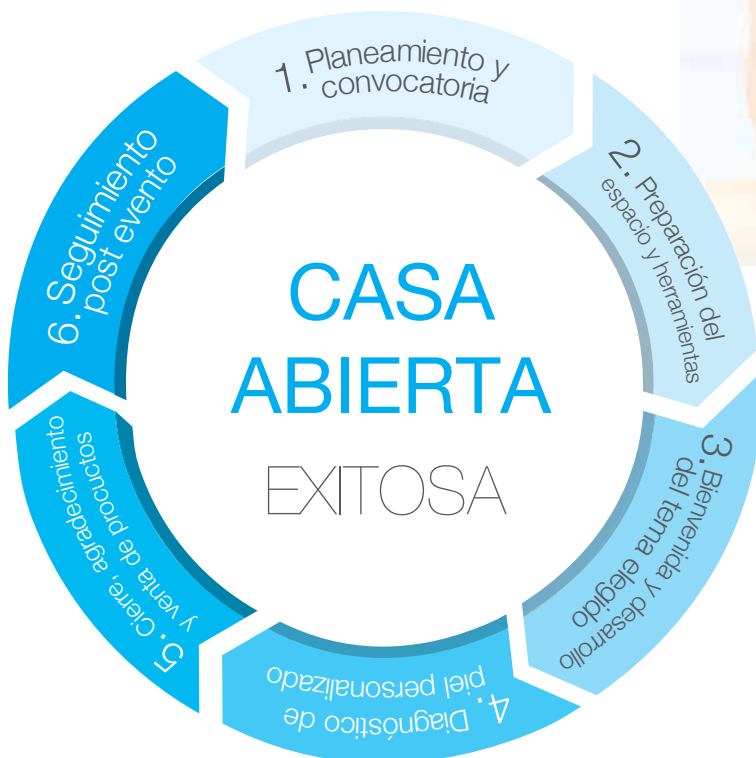 1. Planeamiento y
convocatoria
2. Preparación del
espacio y herramientas
3. Bienvenida y desarrollo
del tema elegido
4. Diagnóstico de
piel personalizado
5. Cierre, agradecimiento
y venta de procuctos
6. Seguimiento
post evento
CASA
ABIERTA
EXITOSA